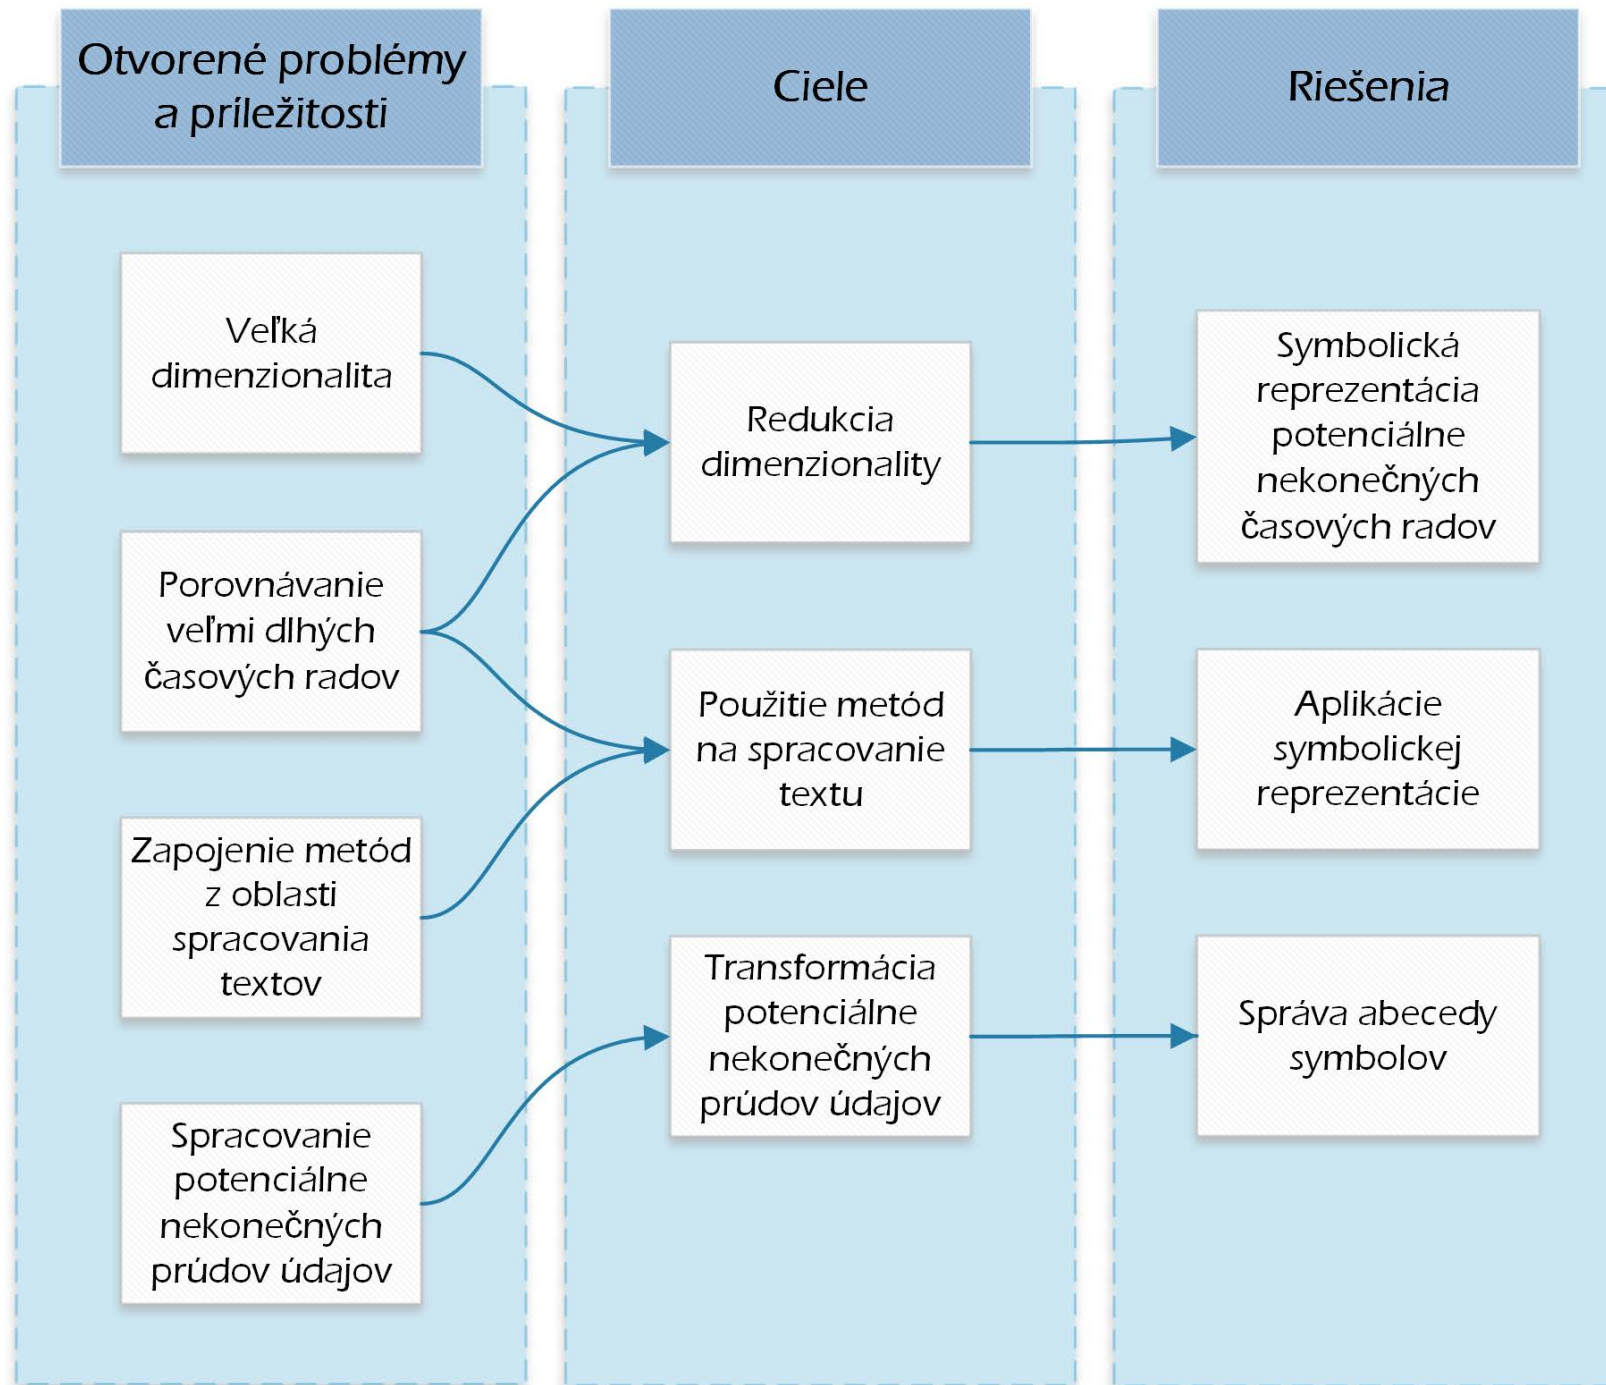 Otvorené problémy
a príležitosti
Veľká
dimenzionalita
Porovnávanie
veľmi dlhých
časových radov
Zapojenie metód
z oblasti
spracovania
textov
Spracovanie
potenciálne
nekonečných
prúdov údajov
Ciele
Redukcia
dimenzionality
Použitie metód
na spracovanie
textu
Transformácia
potenciálne
nekonečných
prúdov údajov
Riešenia
Symbolická
reprezentácia
potenciálne
nekonečných
časových radov
Aplikácie
symbolickej
reprezentácie
Správa abecedy
symbolov